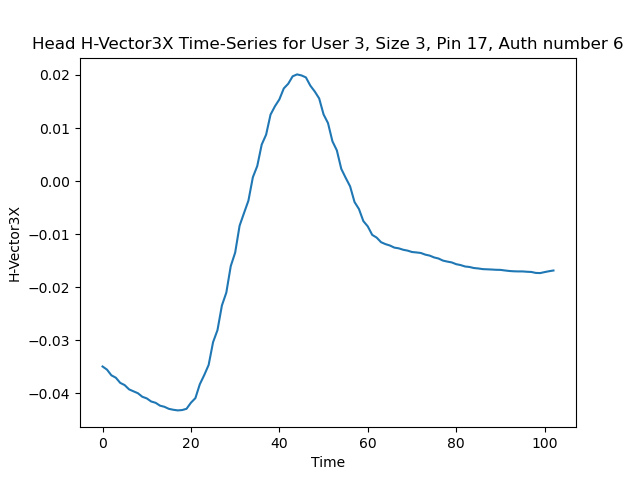 Head H-Vector3X Time-Series for User 3, Size 3, Pin 17, Auth number 6
0.02
0.01
0.00
−0.01
−0.02
−0.03
−0.04
H-Vector3X
0 20 40 60 80 100
Time